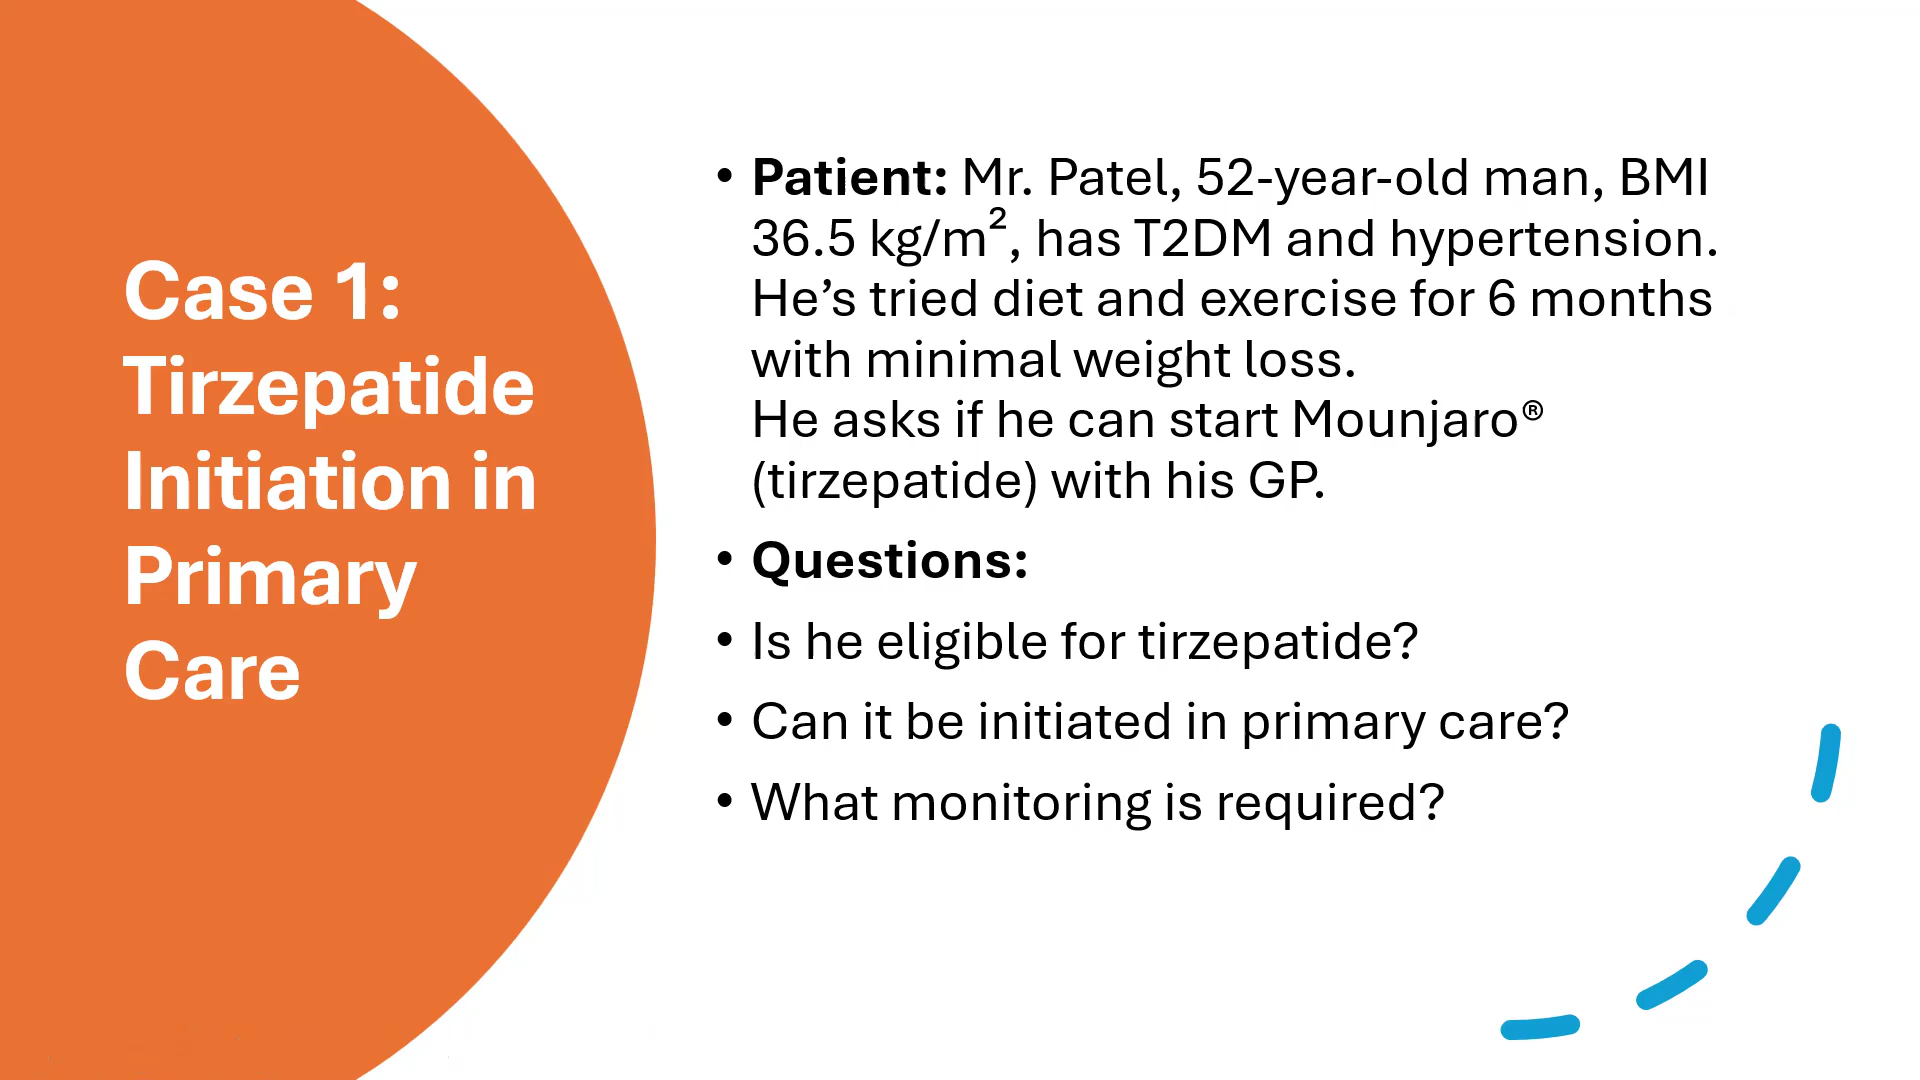 Case 1:
Tirzepatide
Initiation in
Primary
Care
• Patient: Mr. Patel, 52-year-old man, BMI
36.5 kg/m², has T2DM and hypertension.
He’s tried diet and exercise for 6 months
with minimal weight loss.
He asks if he can start Mounjaro®
(tirzepatide) with his GP.
• Questions:
• Is he eligible for tirzepatide?
• Can it be initiated in primary care?
• What monitoring is required?